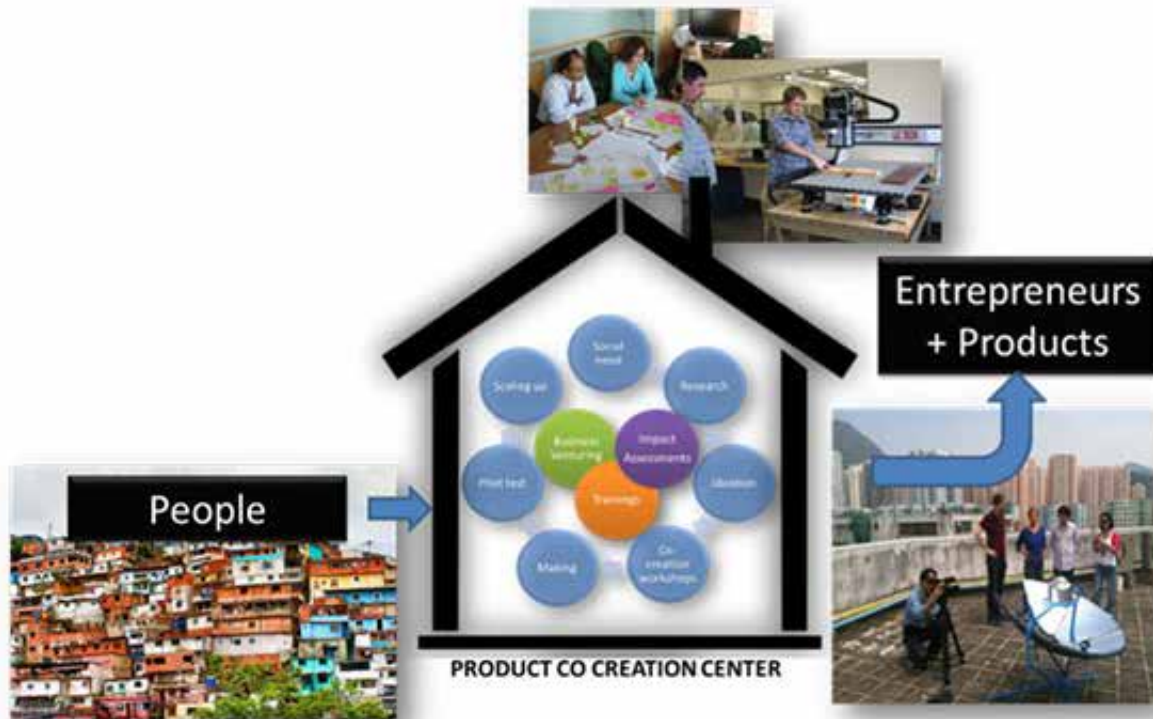 Entrepreneurs
+ Products
People
Social
need
Research
Ideation
Co-
creation
workshops
Making
Pilot test
Scaling up
Business
Venturing
Impact
Assessments
Trainings
PRODUCT CO CREATION CENTER